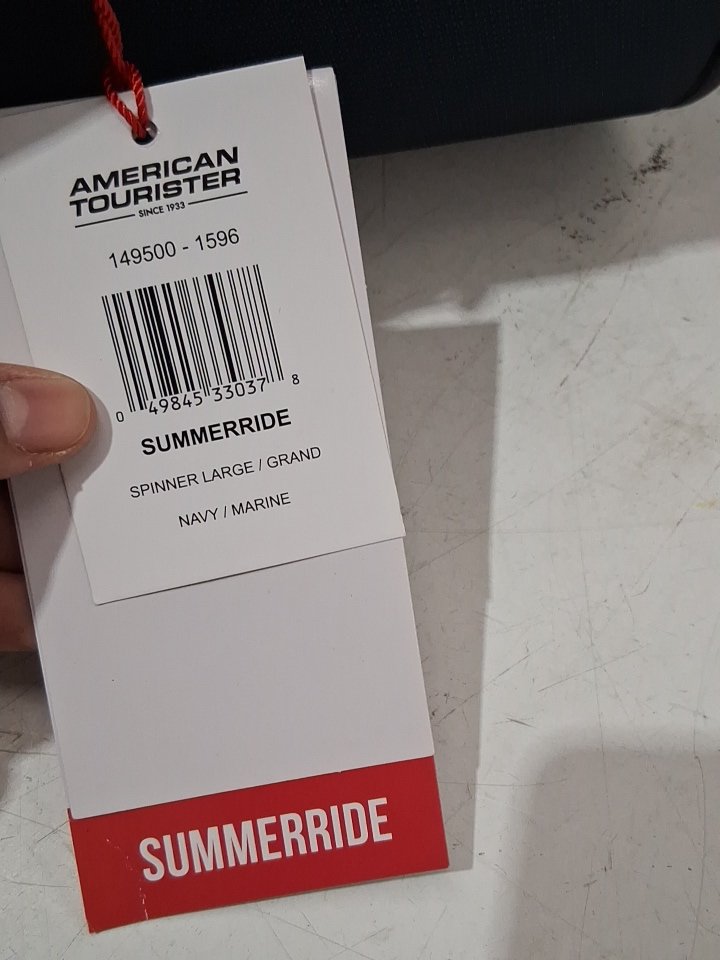 AMERICAN
TOURISTER
SINCE 1933
149500 - 1596
0 49845 33037 8
SUMMERRIDE
SPINNER LARGE / GRAND
NAVY / MARINE
SUMMERRIDE